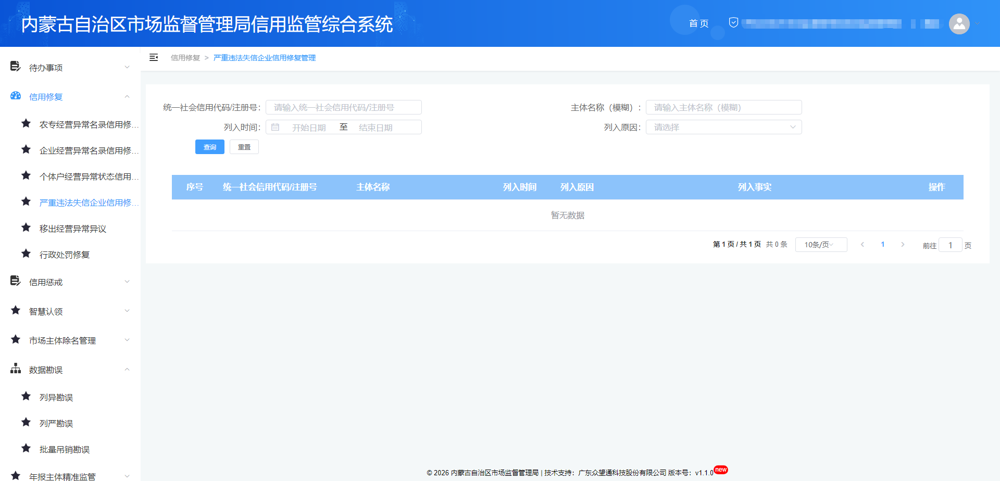 内蒙古自治区市场监督管理局信用监管综合系统
首页
信用修复 > 严重违法失信企业信用修复管理
待办事项
信用修复
农专经营异常名录信用修...
企业经营异常名录信用修...
个体户经营异常状态信用...
严重违法失信企业信用修...
移出经营异常异议
行政处罚修复
信用惩戒
智慧认领
市场主体除名管理
数据勘误
列异勘误
列严勘误
批量吊销勘误
年报主体精准监管
统一社会信用代码/注册号： 请输入统一社会信用代码/注册号 主体名称（模糊）： 请输入主体名称（模糊）
列入时间： 开始日期 至 结束日期 列入原因： 请选择
查询 重置
序号 统一社会信用代码/注册号 主体名称 列入时间 列入原因 列入事实 操作
暂无数据
第 1 页 / 共 1 页 共 0 条 10条/页 < 1 > 前往 1 页
© 2026 内蒙古自治区市场监督管理局 | 技术支持：广东众望通科技股份有限公司 版本号：v1.1.0 new